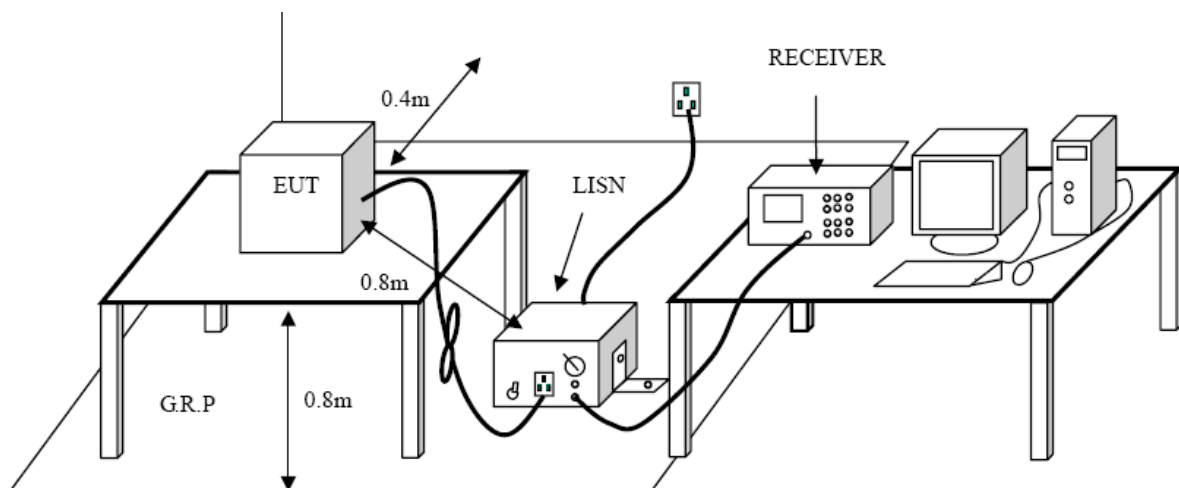 RECEIVER
0.4m
EUT
LISN
0.8m
G.R.P
0.8m